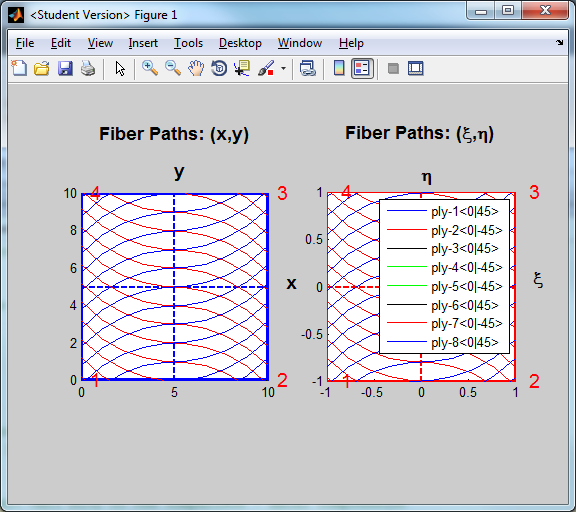 <Student Version> Figure 1
File Edit View Insert Tools Desktop Window Help
Fiber Paths: (x,y)
y
10
8
6
4
2
0
0 5 10
4 3
1 2
x
Fiber Paths: (ξ,η)
η
1
0.5
0
-0.5
-1
-1 -0.5 0 0.5 1
4 3
1 2
ξ
ply-1<0|45>
ply-2<0|-45>
ply-3<0|45>
ply-4<0|-45>
ply-5<0|-45>
ply-6<0|45>
ply-7<0|-45>
ply-8<0|45>